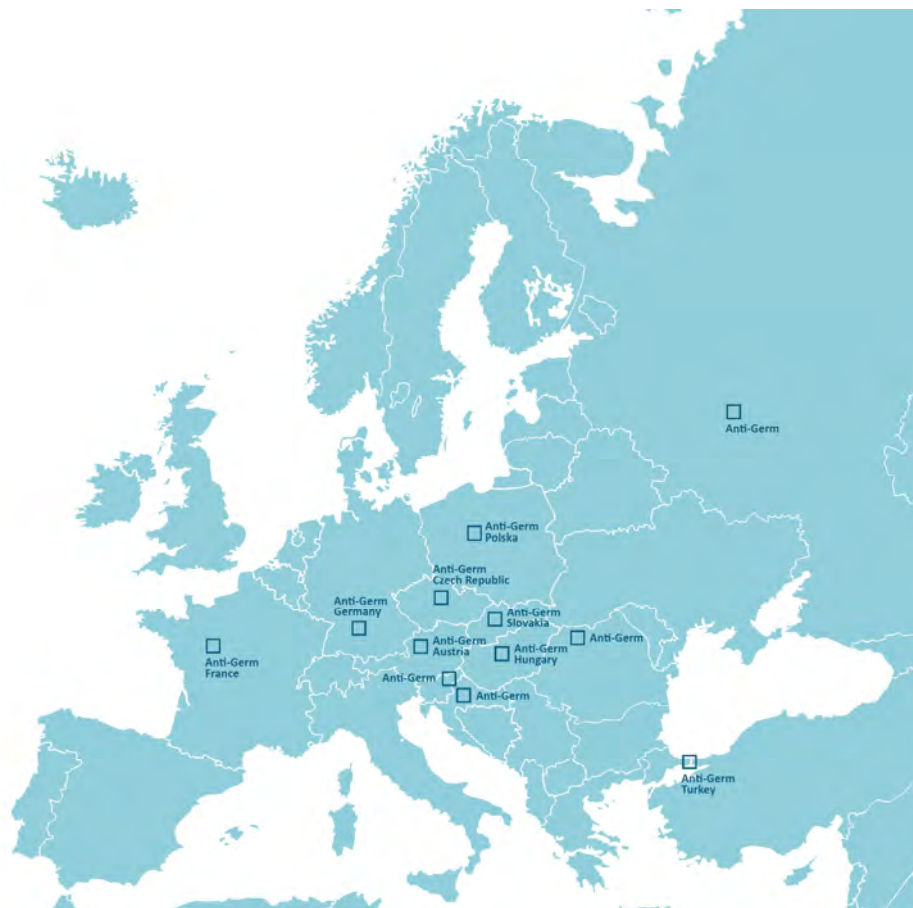 Anti-Germ
Anti-Germ
Polska
Anti-Germ
Czech Republic
Anti-Germ
Germany
Anti-Germ
Slovakia
Anti-Germ
Anti-Germ
Austria
Anti-Germ
Hungary
Anti-Germ
France
Anti-Germ
Anti-Germ
Anti-Germ
Turkey